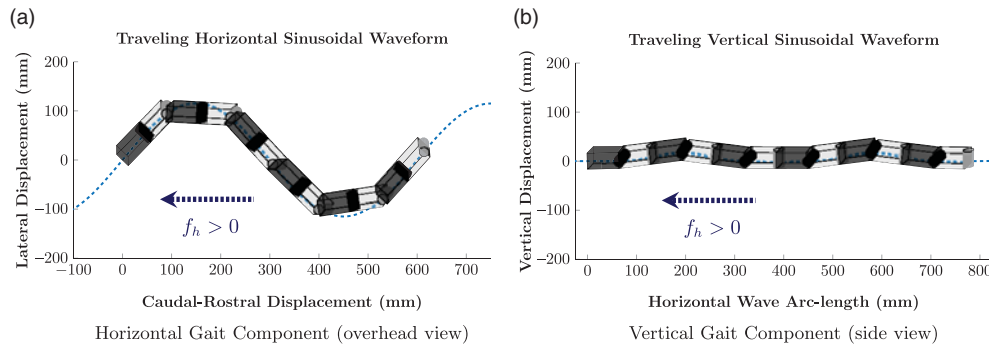 (a)
Traveling Horizontal Sinusoidal Waveform
Lateral Displacement (mm)
200
100
0
−100
−200
f_h > 0
−100 0 100 200 300 400 500 600 700
Caudal-Rostral Displacement (mm)
Horizontal Gait Component (overhead view)
(b)
Traveling Vertical Sinusoidal Waveform
Vertical Displacement (mm)
200
100
0
−100
−200
f_h > 0
0 100 200 300 400 500 600 700 800
Horizontal Wave Arc-length (mm)
Vertical Gait Component (side view)